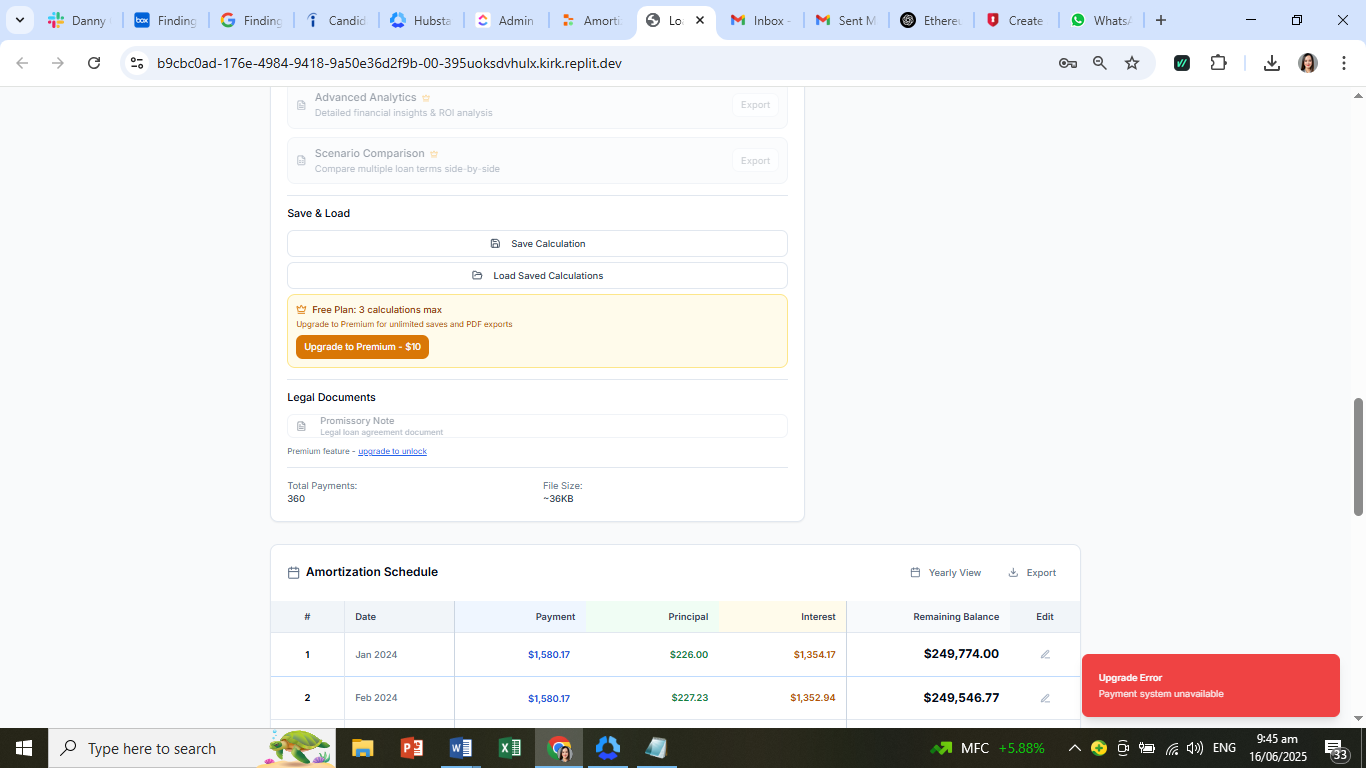 Danny
Finding
Finding
Candid
Hubsta
Admin
Amorti
Lo
Inbox -
Sent M
Ethereu
Create
WhatsA
b9cbc0ad-176e-4984-9418-9a50e36d2f9b-00-395uoksdvhulx.kirk.replit.dev
Advanced Analytics
Detailed financial insights & ROI analysis
Export
Scenario Comparison
Compare multiple loan terms side-by-side
Export
Save & Load
Save Calculation
Load Saved Calculations
Free Plan: 3 calculations max
Upgrade to Premium for unlimited saves and PDF exports
Upgrade to Premium - $10
Legal Documents
Promissory Note
Legal loan agreement document
Premium feature - upgrade to unlock
Total Payments:
360
File Size:
~36KB
Amortization Schedule
Yearly View
Export
# Date Payment Principal Interest Remaining Balance Edit
1 Jan 2024 $1,580.17 $226.00 $1,354.17 $249,774.00
2 Feb 2024 $1,580.17 $227.23 $1,352.94 $249,546.77
Upgrade Error
Payment system unavailable
Type here to search
MFC +5.88%
ENG
9:45 am
16/06/2025
33